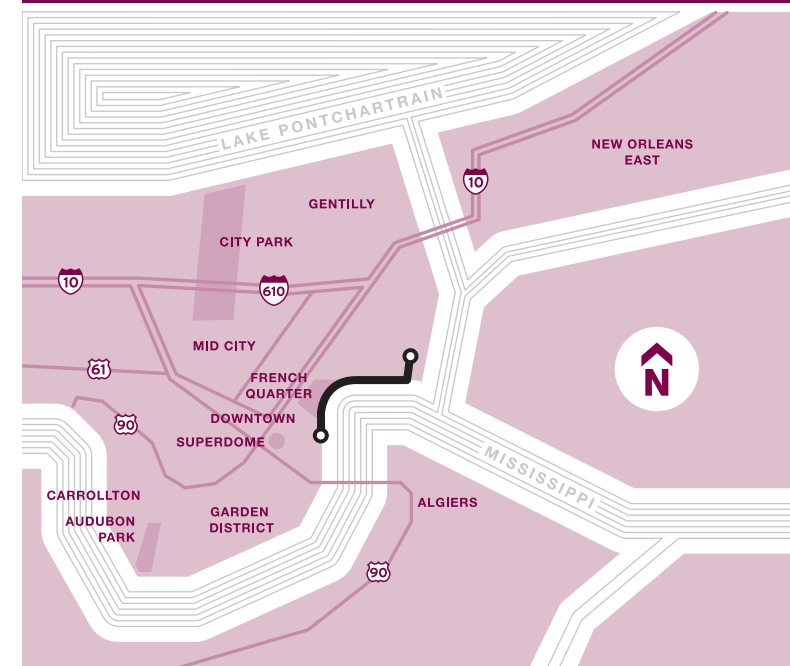 LAKE PONTCHARTRAIN
NEW ORLEANS
EAST
10
GENTILLY
CITY PARK
10
610
MID CITY
61
N
FRENCH
QUARTER
90
DOWNTOWN
SUPERDOME
MISSISSIPPI
CARROLLTON
AUDUBON
PARK
GARDEN
DISTRICT
ALGIERS
90